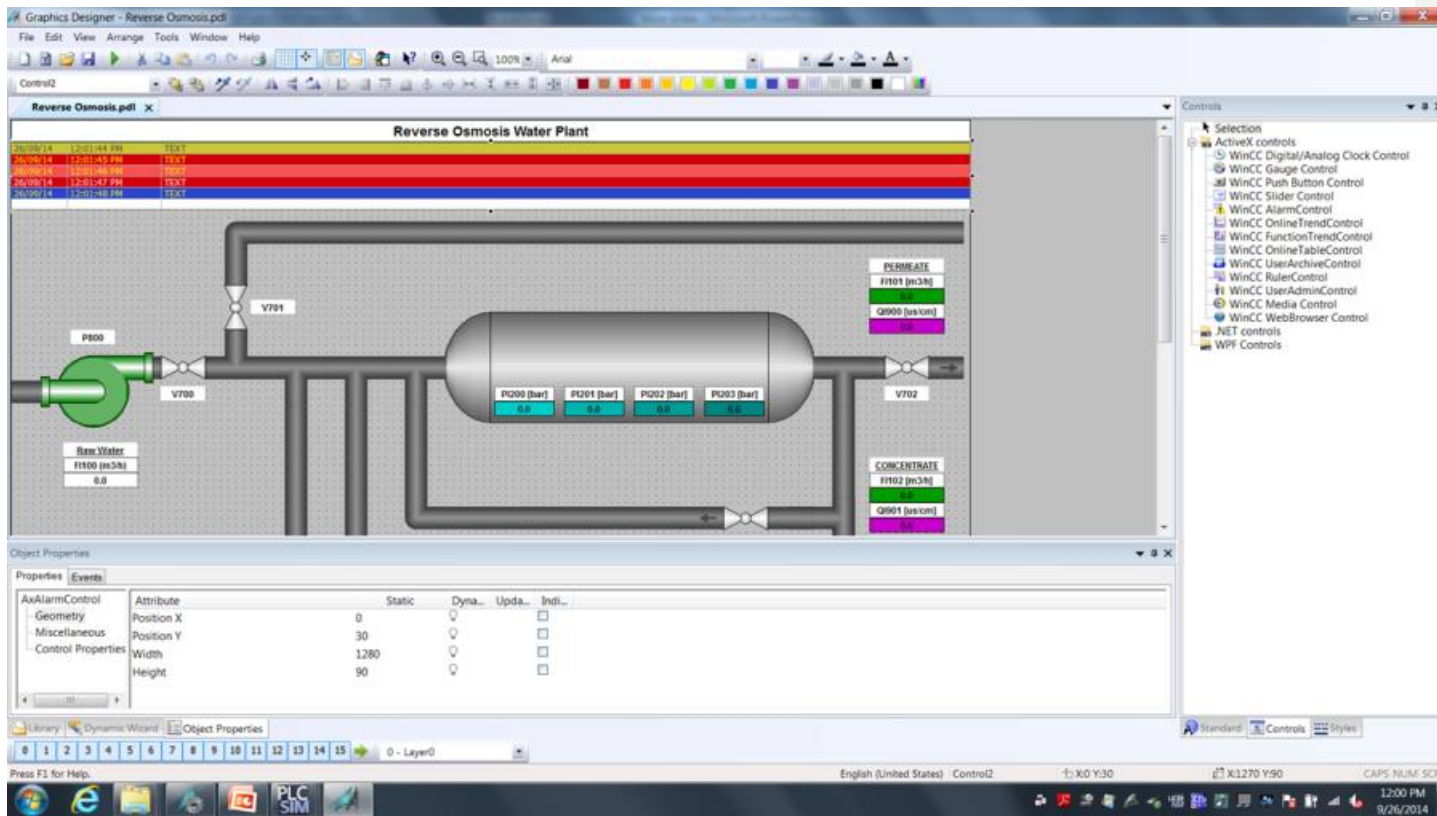 Graphics Designer - Reverse Osmosis.pdl
File Edit View Arrange Tools Window Help
100% Arial
Control2
Reverse Osmosis.pdl
Controls
Reverse Osmosis Water Plant
26/09/14 12:01:44 PM TEXT
26/09/14 12:01:45 PM TEXT
26/09/14 12:01:46 PM TEXT
26/09/14 12:01:47 PM TEXT
26/09/14 12:01:48 PM TEXT
Selection
ActiveX controls
WinCC Digital/Analog Clock Control
WinCC Gauge Control
WinCC Push Button Control
WinCC Slider Control
WinCC AlarmControl
WinCC OnlineTrendControl
WinCC FunctionTrendControl
WinCC OnlineTableControl
WinCC UserArchiveControl
WinCC RulerControl
WinCC UserAdminControl
WinCC Media Control
WinCC WebBrowser Control
.NET controls
WPF Controls
PERMEATE
FI101 [m3/h]
0.0
QI900 [us/cm]
0.0
V701
P800
V700
PI200 [bar] PI201 [bar] PI202 [bar] PI203 [bar]
0.0 0.0 0.0 0.0
V702
Raw Water
FI100 (m3/h)
0.0
CONCENTRATE
FI102 [m3/h]
0.0
QI901 [us/cm]
0.0
Object Properties
Properties Events
AxAlarmControl
Geometry
Miscellaneous
Control Properties
Attribute Static Dyna... Upda... Indi...
Position X 0
Position Y 30
Width 1280
Height 90
Library Dynamic Wizard Object Properties
Standard Controls Styles
0 1 2 3 4 5 6 7 8 9 10 11 12 13 14 15 0 - Layer0
Press F1 for Help. English (United States) Control2 X:0 Y:30 X:1270 Y:90 CAPS NUM
PLC SIM
12:00 PM
9/26/2014